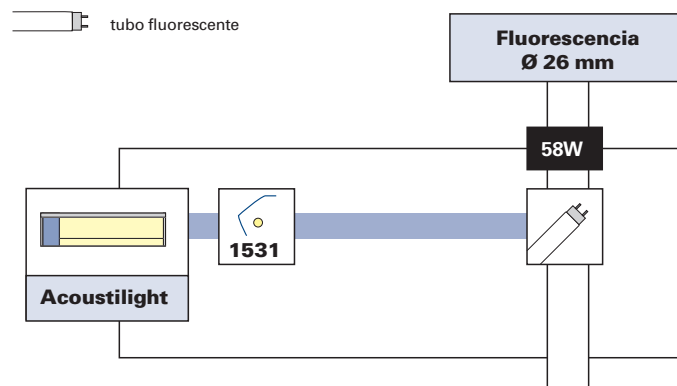 tubo fluorescente
Fluorescencia
Ø 26 mm
58W
1531
Acoustilight